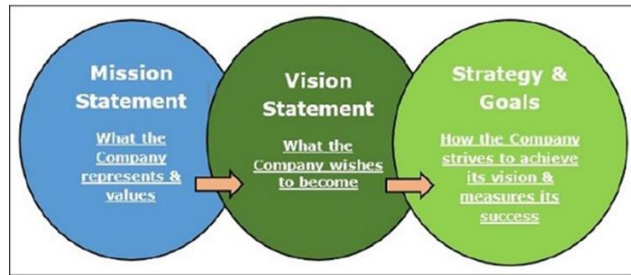 Mission
Statement
What the
Company
represents &
values
Vision
Statement
What the
Company wishes
to become
Strategy &
Goals
How the Company
strives to achieve
its vision &
measures its
success